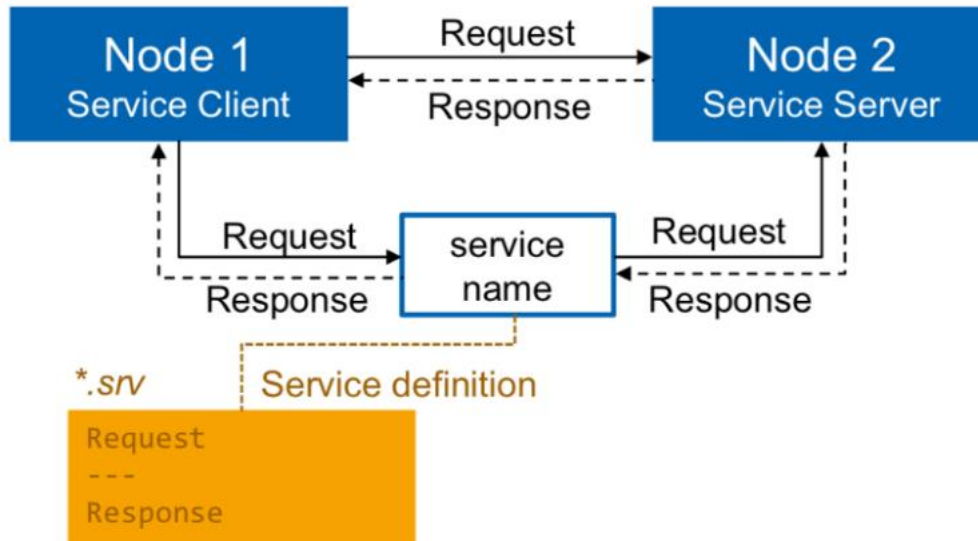 Node 1
Service Client
Request
Response
Node 2
Service Server
Request
Response
service
name
Request
Response
*.srv
Service definition
Request
---
Response